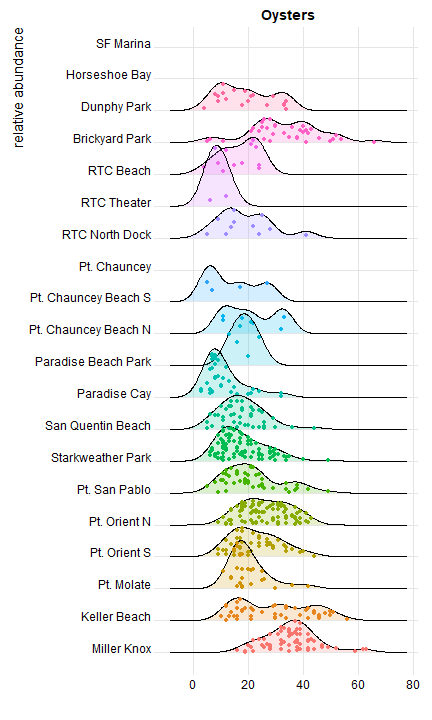 Oysters
relative abundance
SF Marina
Horseshoe Bay
Dunphy Park
Brickyard Park
RTC Beach
RTC Theater
RTC North Dock
Pt. Chauncey
Pt. Chauncey Beach S
Pt. Chauncey Beach N
Paradise Beach Park
Paradise Cay
San Quentin Beach
Starkweather Park
Pt. San Pablo
Pt. Orient N
Pt. Orient S
Pt. Molate
Keller Beach
Miller Knox
0 20 40 60 80